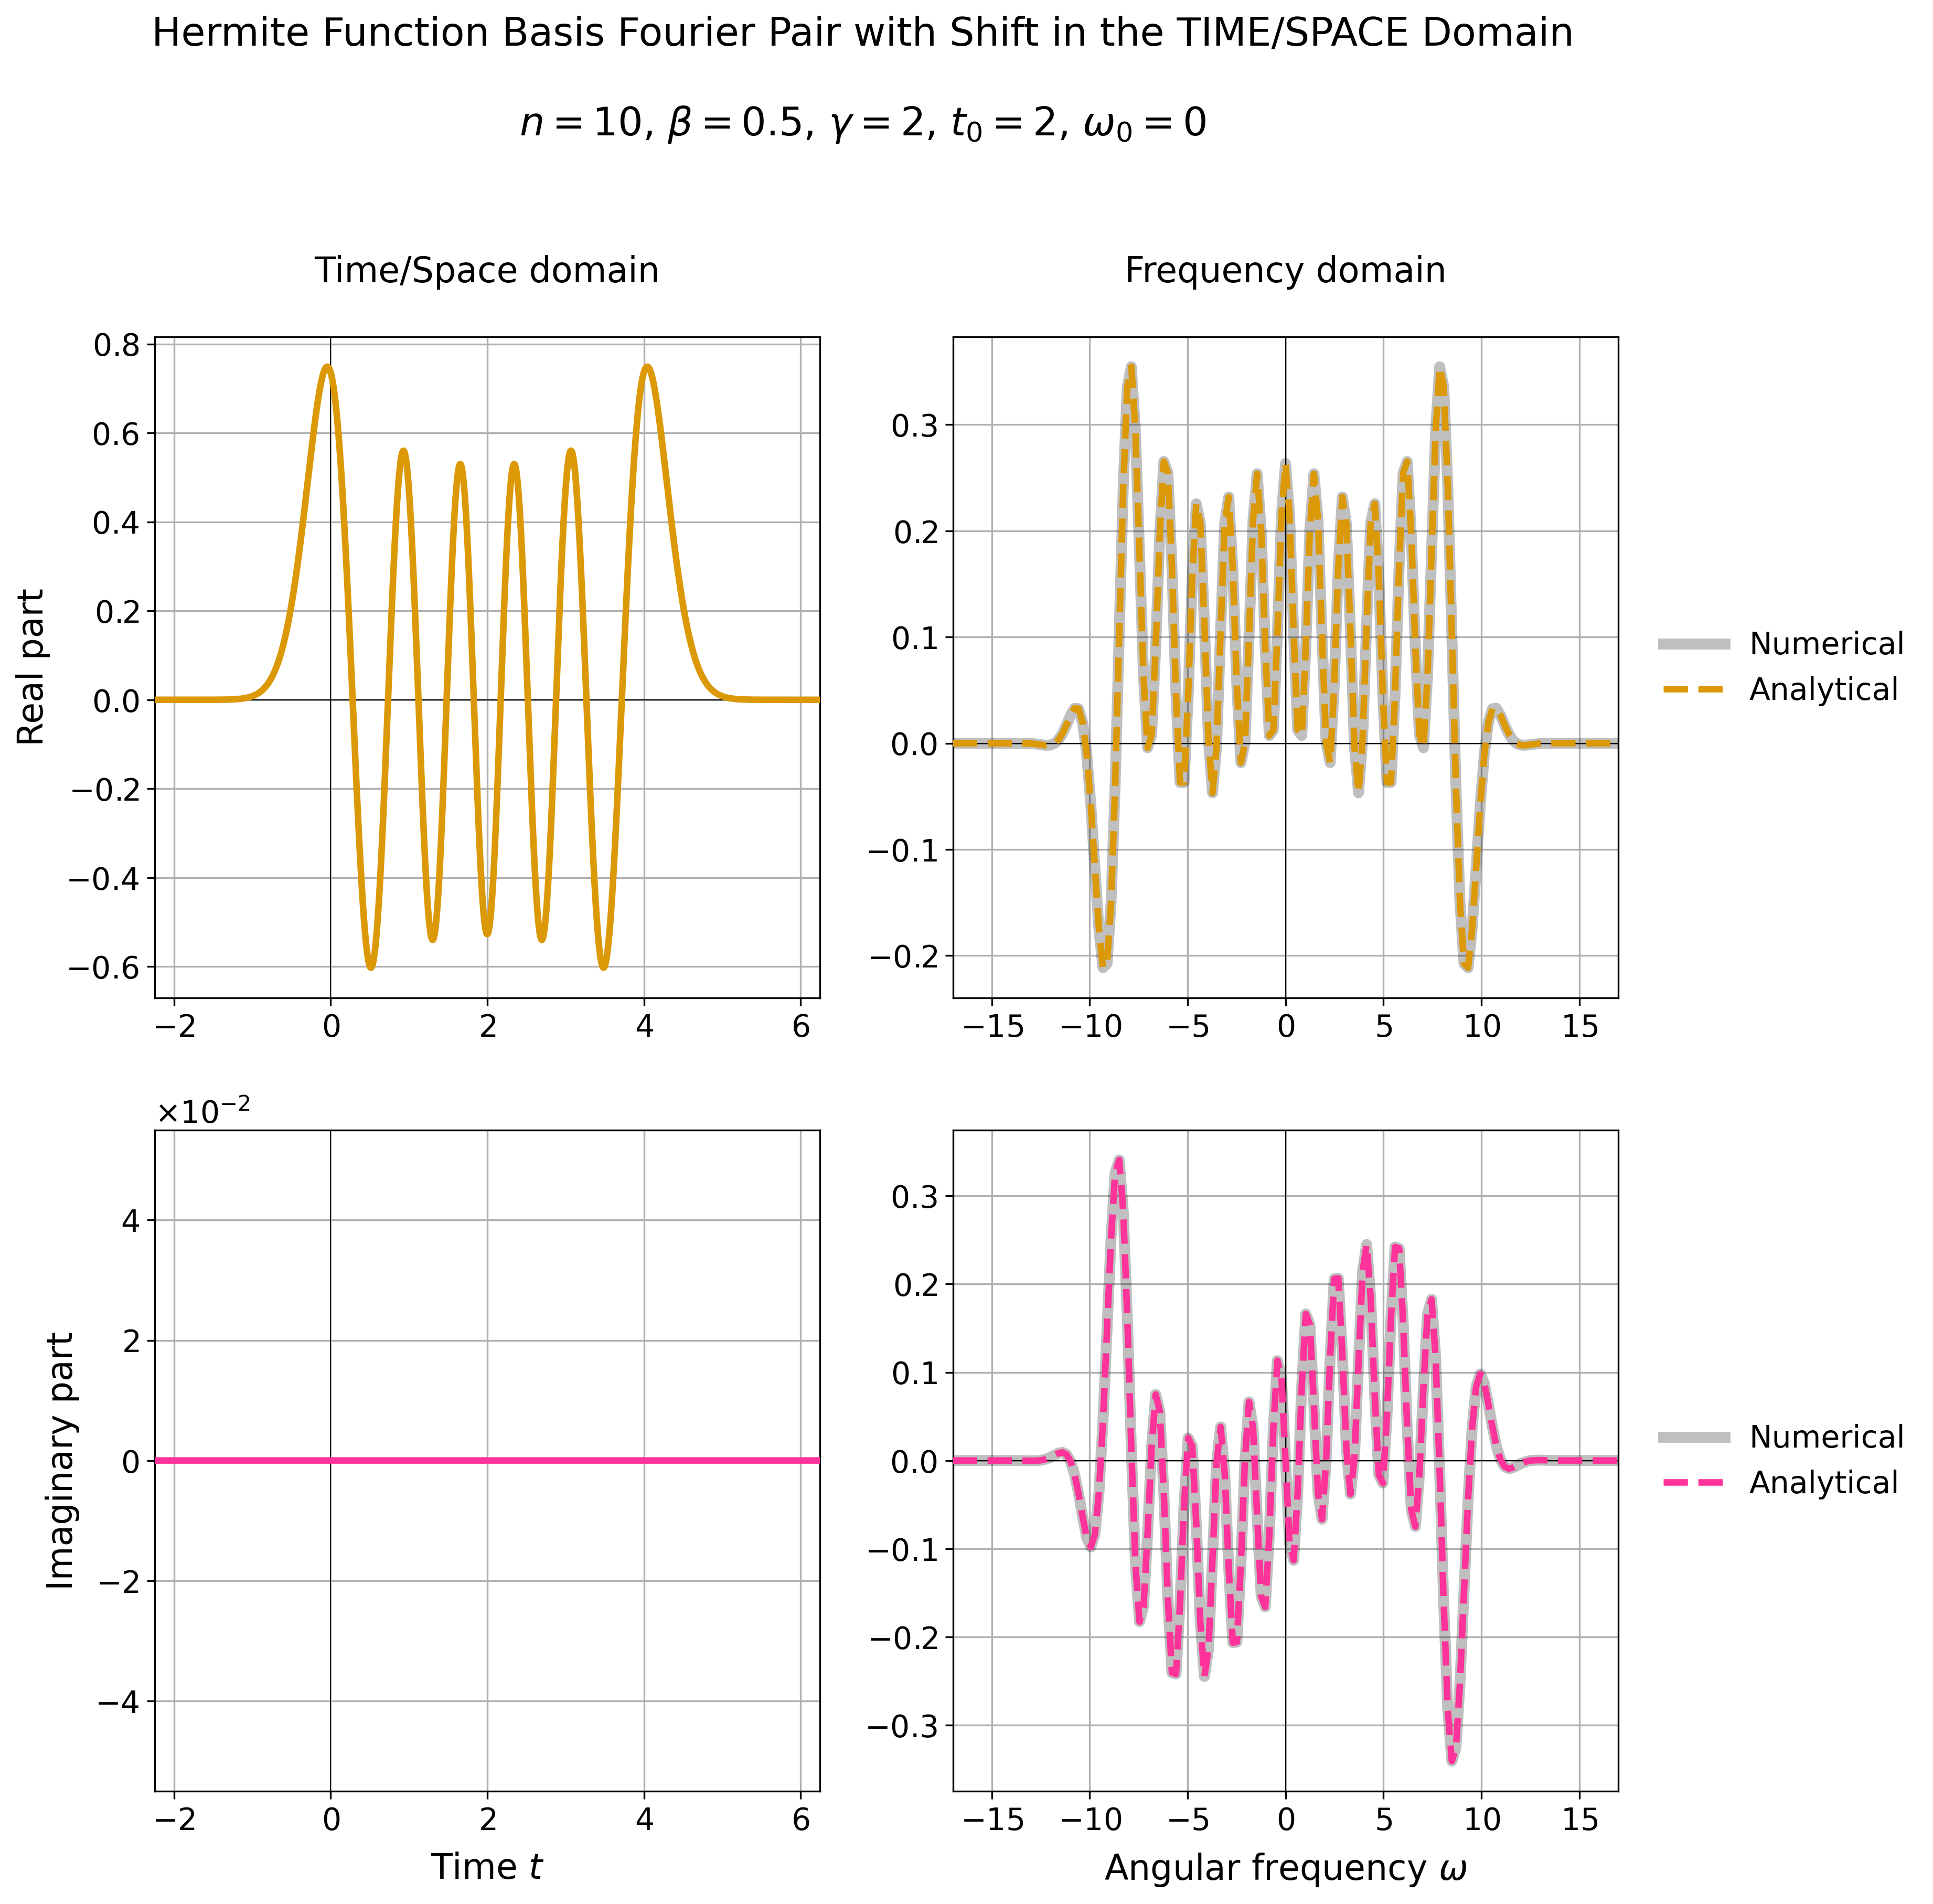 Hermite Function Basis Fourier Pair with Shift in the TIME/SPACE Domain
n = 10, β = 0.5, γ = 2, t₀ = 2, ω₀ = 0
Time/Space domain
Real part
0.8
0.6
0.4
0.2
0.0
−0.2
−0.4
−0.6
−2 0 2 4 6
Frequency domain
0.3
0.2
0.1
0.0
−0.1
−0.2
−15 −10 −5 0 5 10 15
Numerical
Analytical
×10⁻²
Imaginary part
4
2
0
−2
−4
−2 0 2 4 6
Time t
0.3
0.2
0.1
0.0
−0.1
−0.2
−0.3
−15 −10 −5 0 5 10 15
Angular frequency ω
Numerical
Analytical